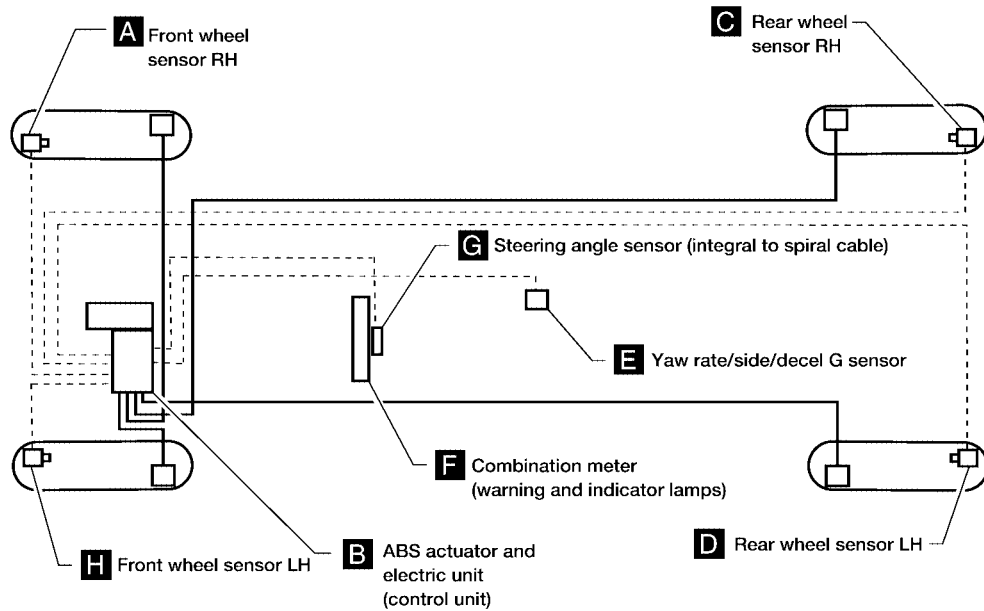 A Front wheel
sensor RH
C Rear wheel
sensor RH
G Steering angle sensor (integral to spiral cable)
E Yaw rate/side/decel G sensor
F Combination meter
(warning and indicator lamps)
D Rear wheel sensor LH
H Front wheel sensor LH
B ABS actuator and
electric unit
(control unit)